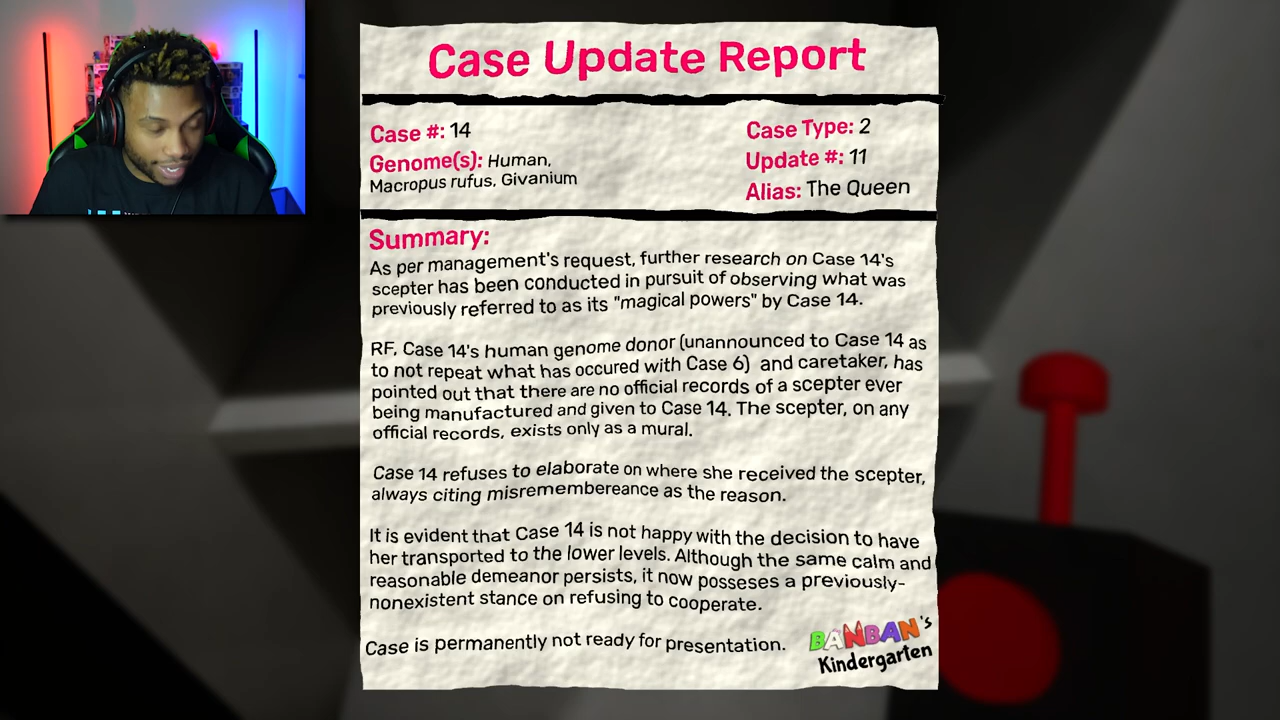 Case Update Report
Case #: 14
Genome(s): Human,
Macropus rufus, Givanium
Case Type: 2
Update #: 11
Alias: The Queen
Summary:
As per management's request, further research on Case 14's
scepter has been conducted in pursuit of observing what was
previously referred to as its "magical powers" by Case 14.
RF, Case 14's human genome donor (unannounced to Case 14 as
to not repeat what has occured with Case 6) and caretaker, has
pointed out that there are no official records of a scepter ever
being manufactured and given to Case 14. The scepter, on any
official records, exists only as a mural.
Case 14 refuses to elaborate on where she received the scepter,
always citing misremembereance as the reason.
It is evident that Case 14 is not happy with the decision to have
her transported to the lower levels. Although the same calm and
reasonable demeanor persists, it now posseses a previously-
nonexistent stance on refusing to cooperate.
Case is permanently not ready for presentation.
BANBAN's
Kindergarten